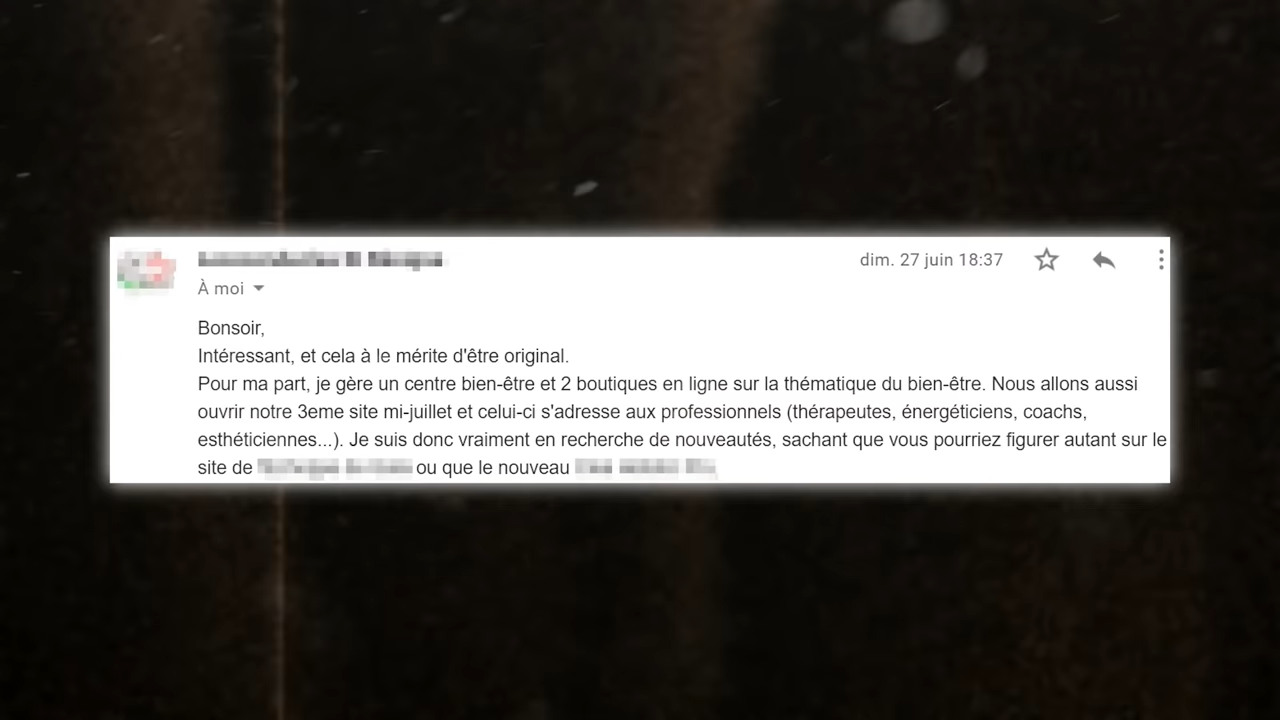 dim. 27 juin 18:37
À moi
Bonsoir,
Intéressant, et cela à le mérite d'être original.
Pour ma part, je gère un centre bien-être et 2 boutiques en ligne sur la thématique du bien-être. Nous allons aussi
ouvrir notre 3eme site mi-juillet et celui-ci s'adresse aux professionnels (thérapeutes, énergéticiens, coachs,
esthéticiennes...). Je suis donc vraiment en recherche de nouveautés, sachant que vous pourriez figurer autant sur le
site de ou que le nouveau